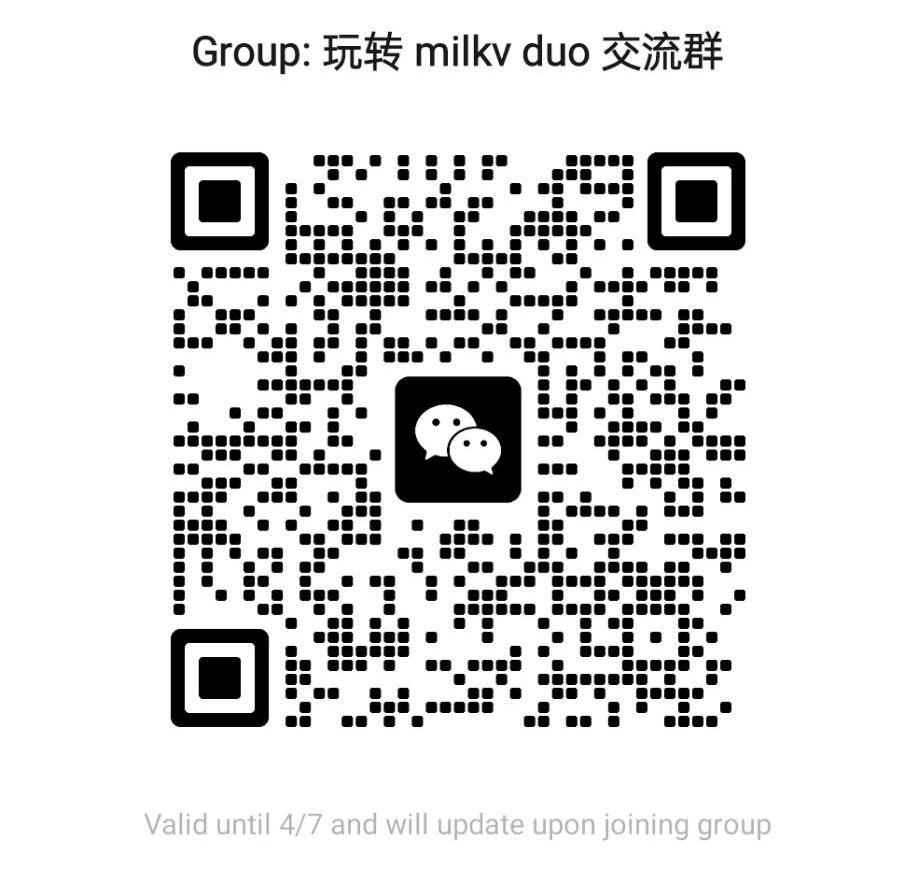 Group: 玩转 milkv duo 交流群
Valid until 4/7 and will update upon joining group